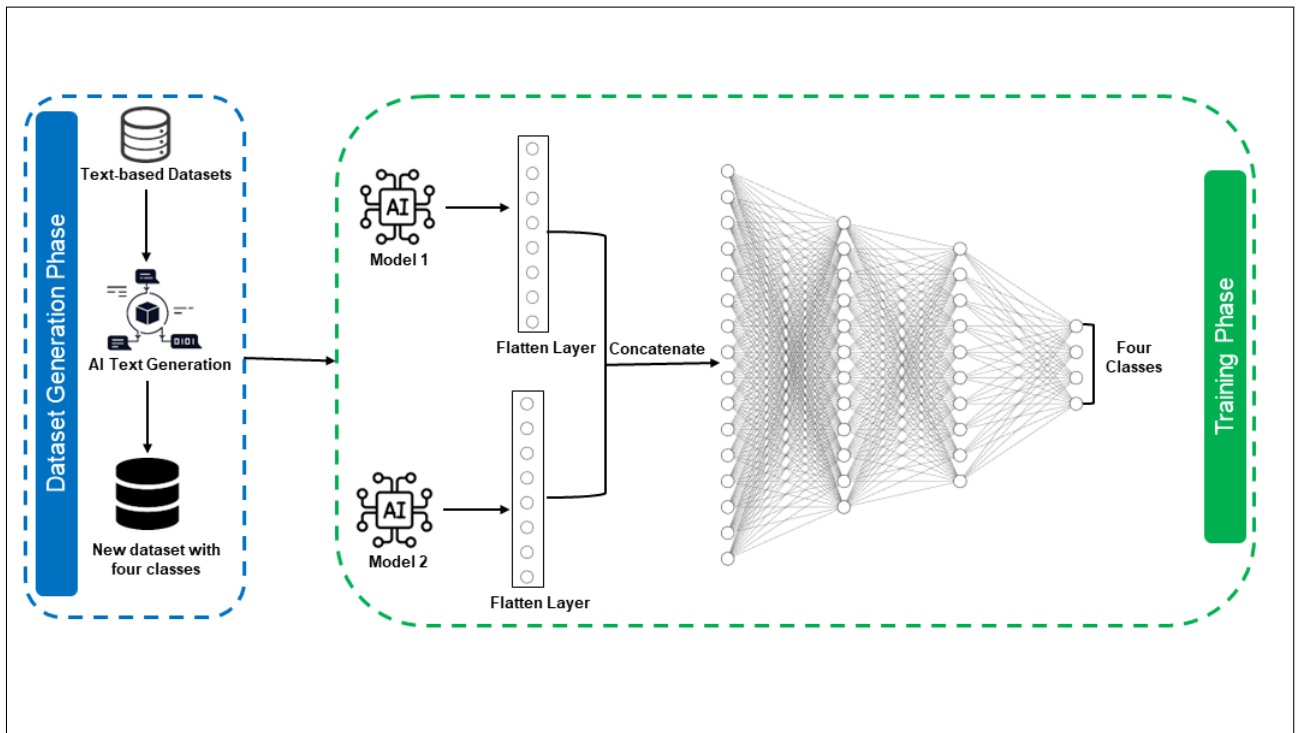 Dataset Generation Phase
Text-based Datasets
AI Text Generation
0101
New dataset with
four classes
AI
Model 1
Flatten Layer
Concatenate
AI
Model 2
Flatten Layer
Four
Classes
Training Phase